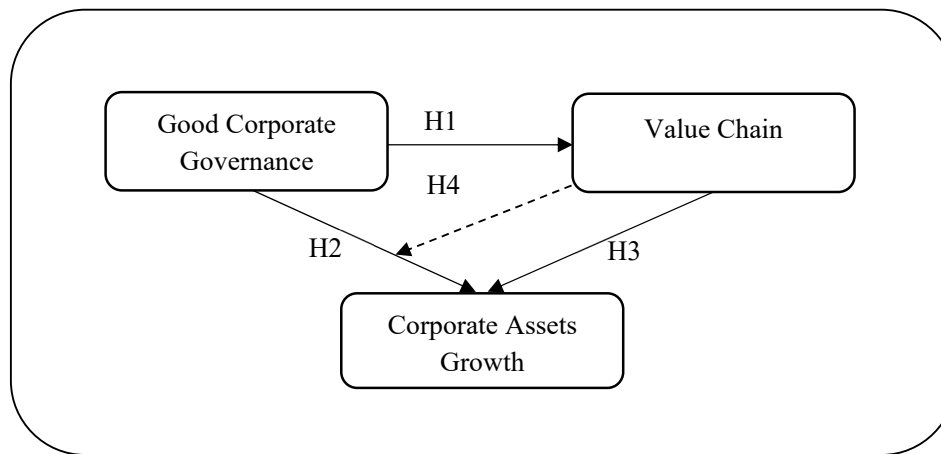 Good Corporate
Governance
H1
Value Chain
H4
H2
H3
Corporate Assets
Growth